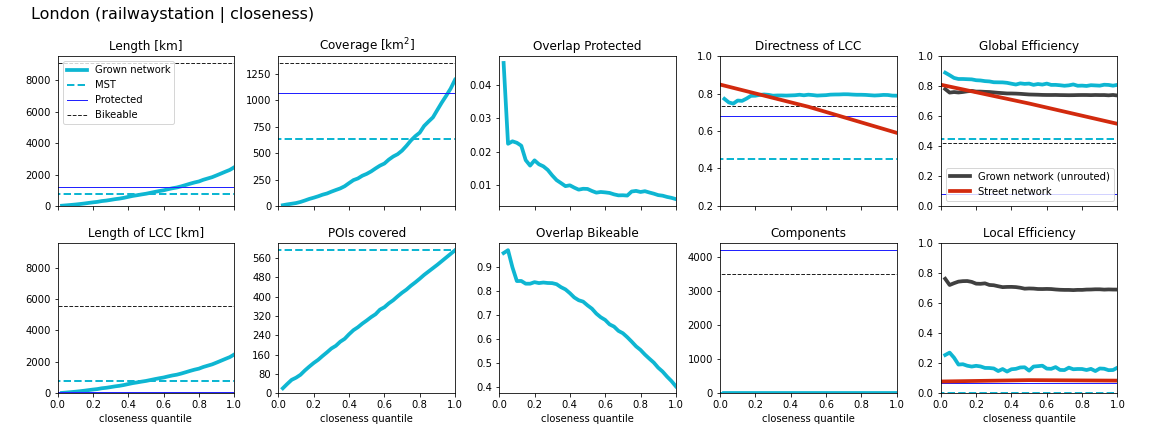 London (railwaystation | closeness)
Length [km]
Coverage [km²]
Overlap Protected
Directness of LCC
Global Efficiency
8000
6000
4000
2000
0
Grown network
MST
Protected
Bikeable
1250
1000
750
500
250
0
0.04
0.03
0.02
0.01
1.0
0.8
0.6
0.4
0.2
1.0
0.8
0.6
0.4
0.2
0.0
Grown network (unrouted)
Street network
Length of LCC [km]
POIs covered
Overlap Bikeable
Components
Local Efficiency
8000
6000
4000
2000
0
0.0 0.2 0.4 0.6 0.8 1.0
closeness quantile
560
480
400
320
240
160
80
0
0.0 0.2 0.4 0.6 0.8 1.0
closeness quantile
0.9
0.8
0.7
0.6
0.5
0.4
0.0 0.2 0.4 0.6 0.8 1.0
closeness quantile
4000
3000
2000
1000
0
0.0 0.2 0.4 0.6 0.8 1.0
closeness quantile
1.0
0.8
0.6
0.4
0.2
0.0
0.0 0.2 0.4 0.6 0.8 1.0
closeness quantile